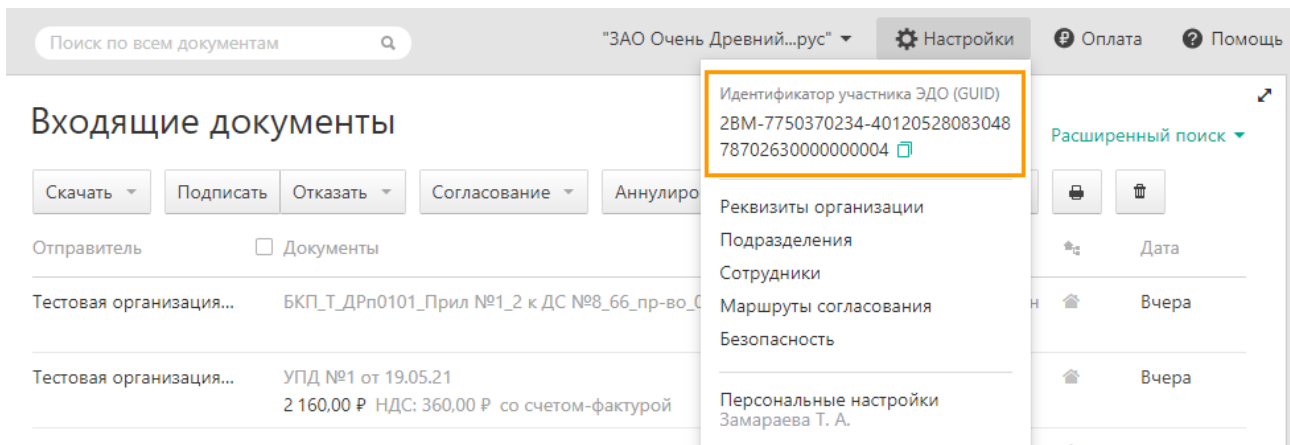 Поиск по всем документам
"ЗАО Очень Древний...рус"
Настройки
Оплата
Помощь
Идентификатор участника ЭДО (GUID)
2BM-7750370234-40120528083048
78702630000000004
Входящие документы
Расширенный поиск
Скачать
Подписать
Отказать
Согласование
Аннулиро
Реквизиты организации
Подразделения
Сотрудники
Маршруты согласования
Безопасность
Персональные настройки
Замараева Т. А.
Отправитель
Документы
Дата
Тестовая организация...
БКП_Т_ДРп0101_Прил №1_2 к ДС №8_66_пр-во_
Вчера
Тестовая организация...
УПД №1 от 19.05.21
2 160,00 ₽ НДС: 360,00 ₽ со счетом-фактурой
Вчера